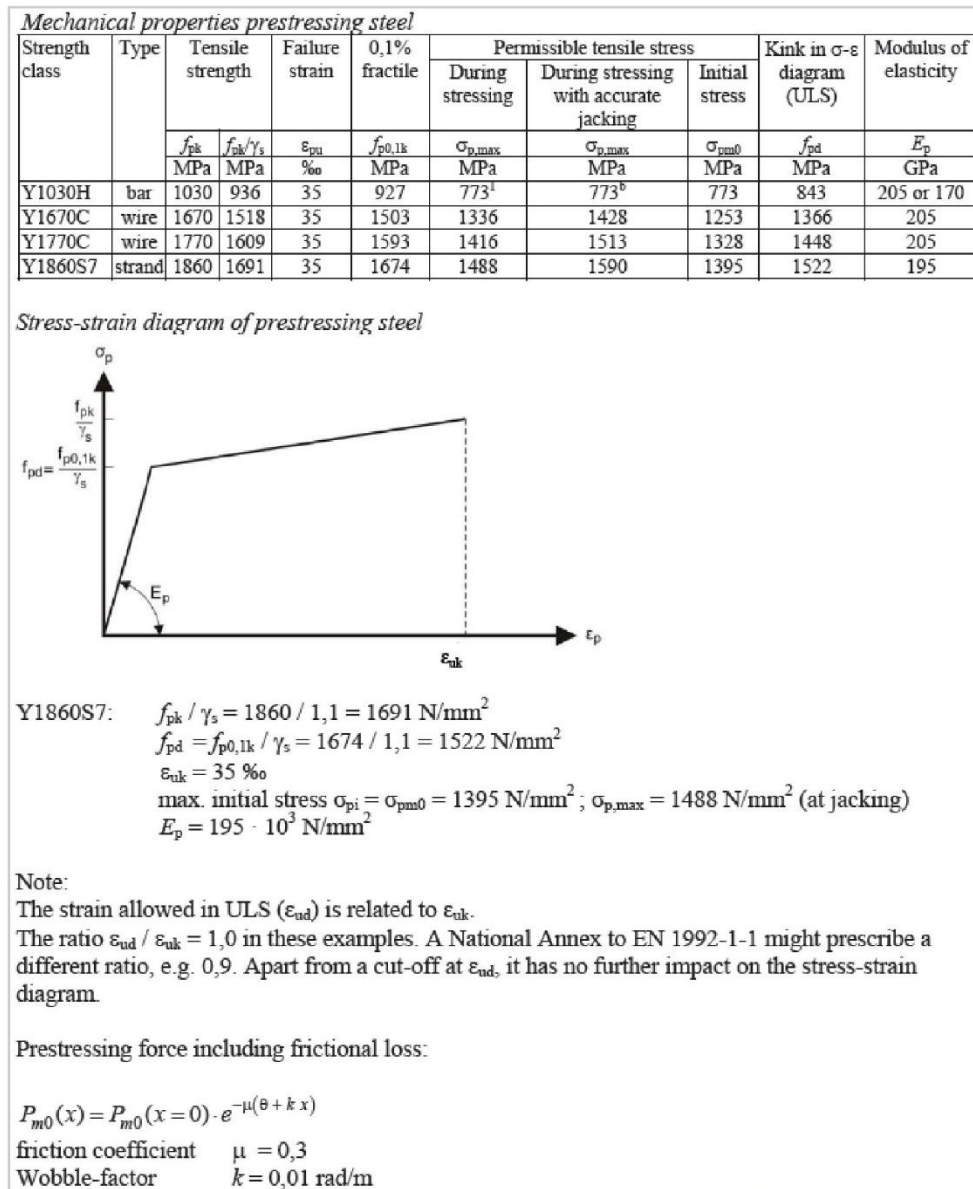 Mechanical properties prestressing steel
Strength class Type Tensile strength Failure strain 0,1% fractile Permissible tensile stress Kink in σ-ε diagram (ULS) Modulus of elasticity
During stressing During stressing with accurate jacking Initial stress
fpk fpk/γs εpu fp0,1k σp,max σp,max σpm0 fpd Ep
MPa MPa ‰ MPa MPa MPa MPa MPa GPa
Y1030H bar 1030 936 35 927 773¹ 773ᵇ 773 843 205 or 170
Y1670C wire 1670 1518 35 1503 1336 1428 1253 1366 205
Y1770C wire 1770 1609 35 1593 1416 1513 1328 1448 205
Y1860S7 strand 1860 1691 35 1674 1488 1590 1395 1522 195
Stress-strain diagram of prestressing steel
σp
fpk
γs
fpd= fp0,1k
γs
Ep
εp
εuk
Y1860S7: fpk / γs = 1860 / 1,1 = 1691 N/mm²
fpd = fp0,1k / γs = 1674 / 1,1 = 1522 N/mm²
εuk = 35 ‰
max. initial stress σpi = σpm0 = 1395 N/mm² ; σp,max = 1488 N/mm² (at jacking)
Ep = 195 · 10³ N/mm²
Note:
The strain allowed in ULS (εud) is related to εuk.
The ratio εud / εuk = 1,0 in these examples. A National Annex to EN 1992-1-1 might prescribe a
different ratio, e.g. 0,9. Apart from a cut-off at εud, it has no further impact on the stress-strain
diagram.
Prestressing force including frictional loss:
Pm0(x) = Pm0(x = 0) · e^−μ(θ + k x)
friction coefficient μ = 0,3
Wobble-factor k = 0,01 rad/m